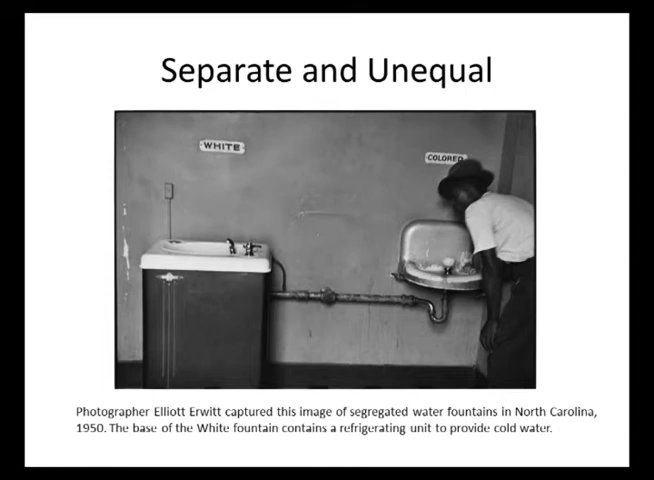 Separate and Unequal
WHITE
COLORED
Photographer Elliott Erwitt captured this image of segregated water fountains in North Carolina,
1950. The base of the White fountain contains a refrigerating unit to provide cold water.